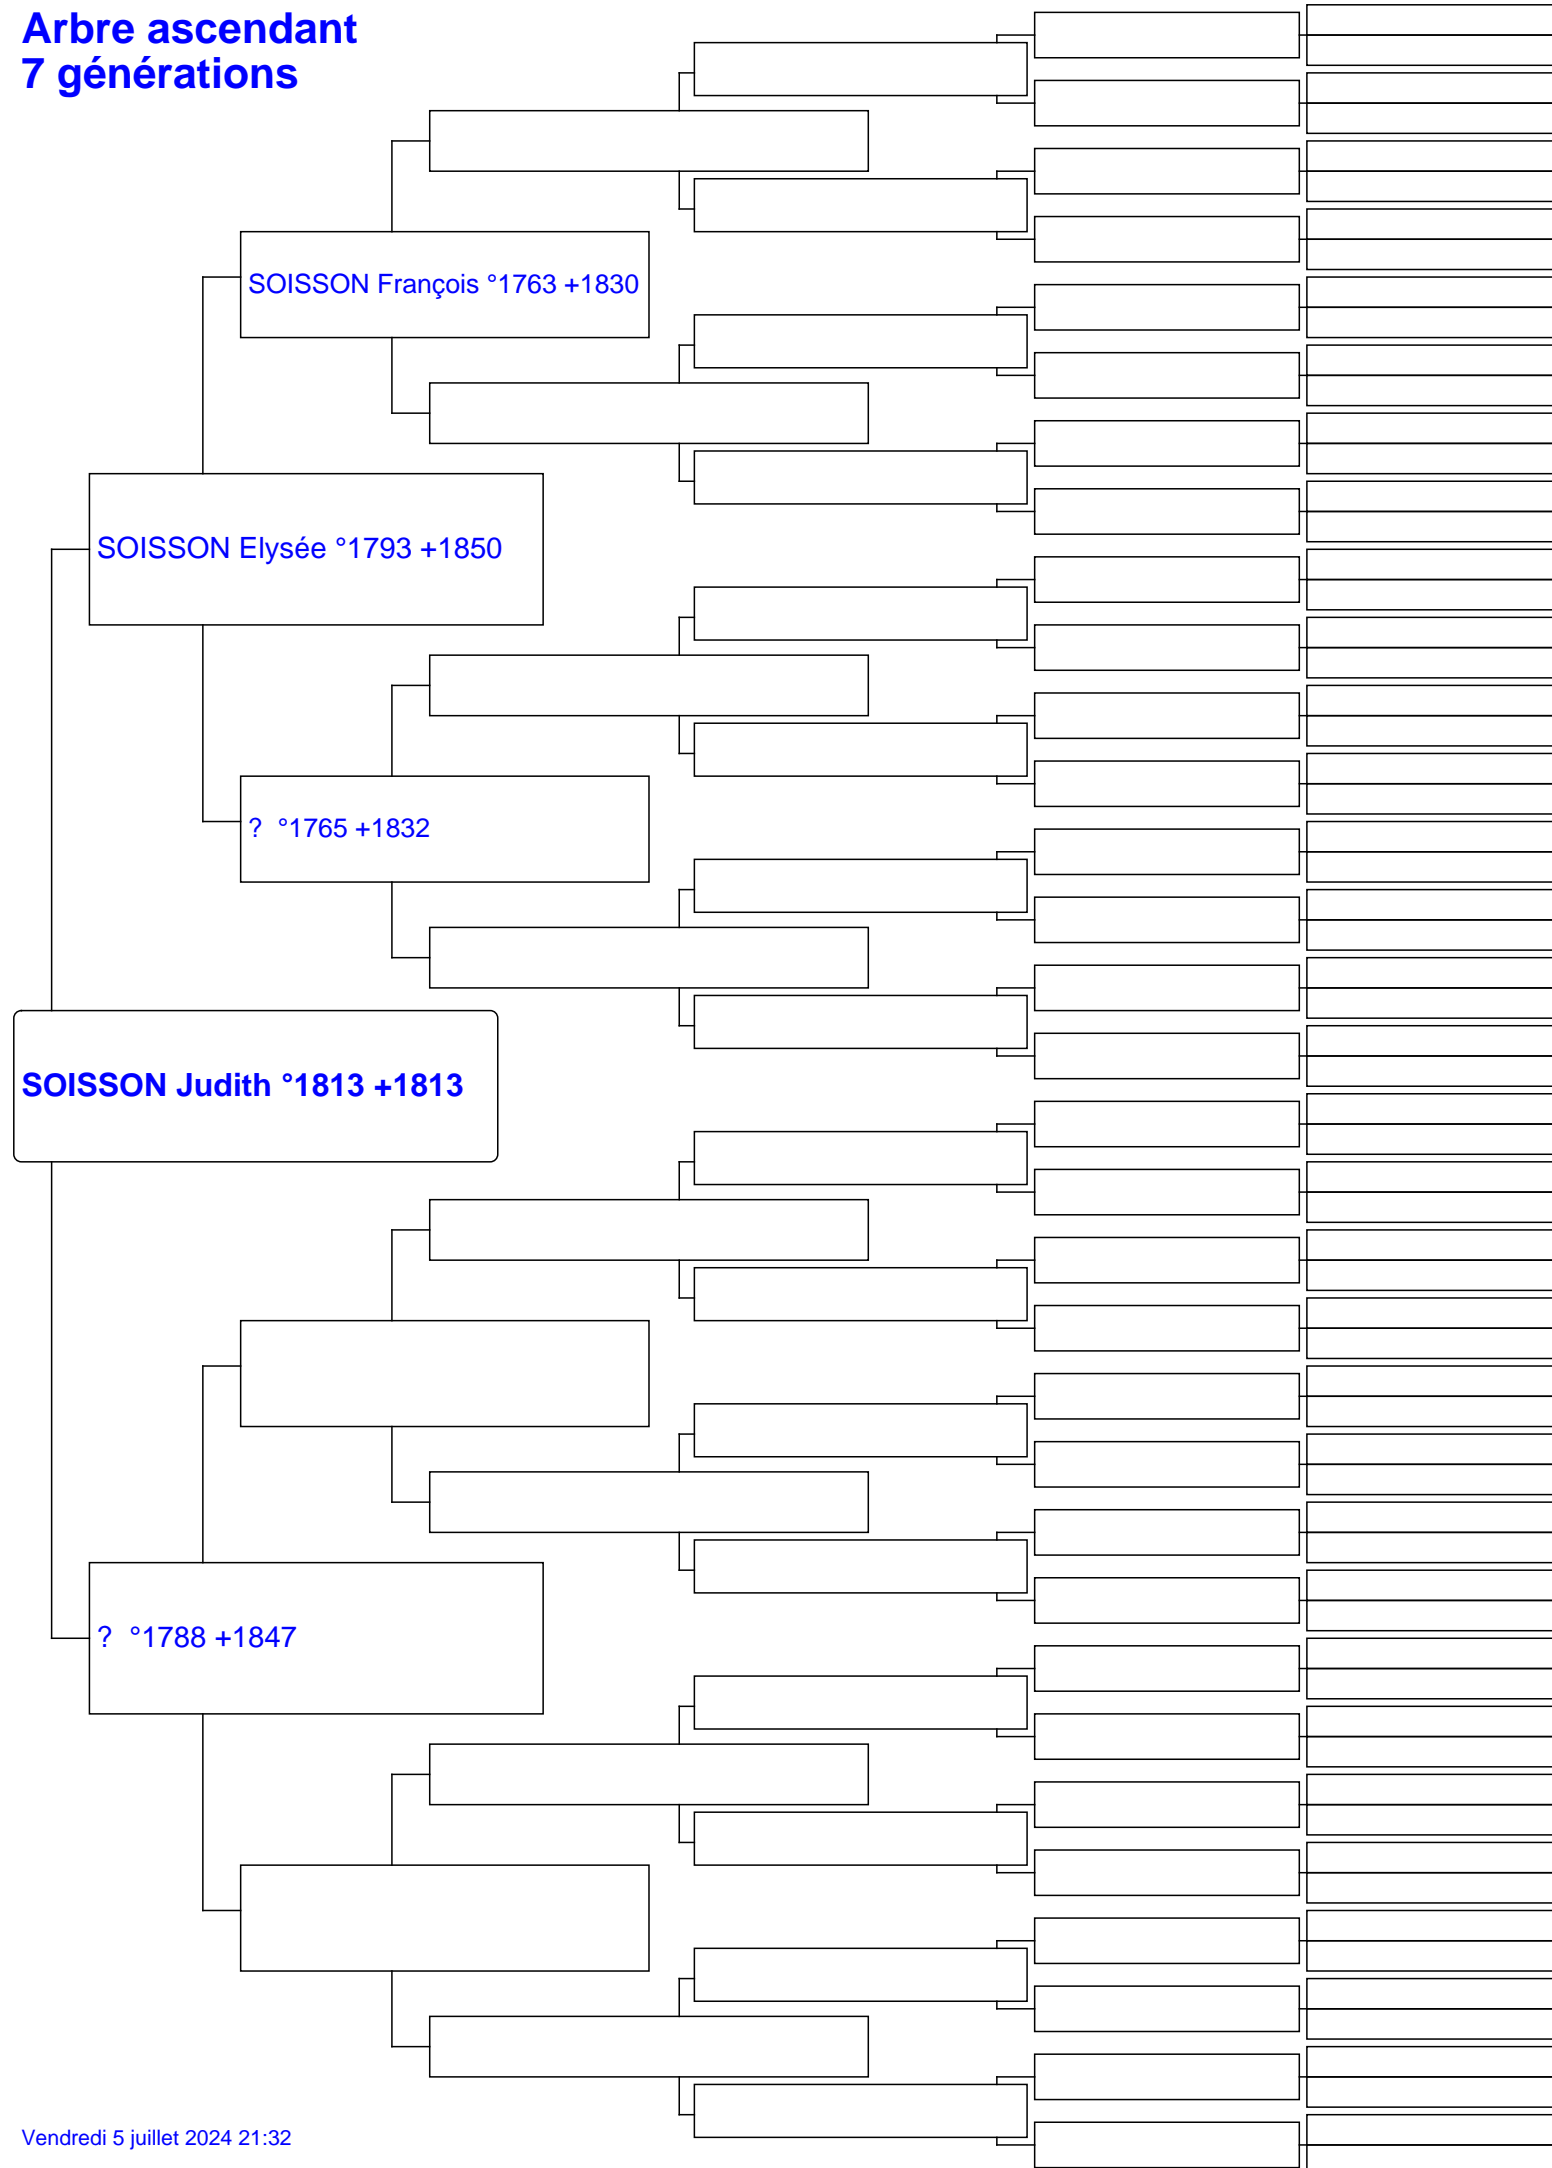 Arbre ascendant
7 générations
SOISSON François °1763 +1830
SOISSON Elysée °1793 +1850
?  °1765 +1832
SOISSON Judith °1813 +1813
?  °1788 +1847
Vendredi 5 juillet 2024 21:32